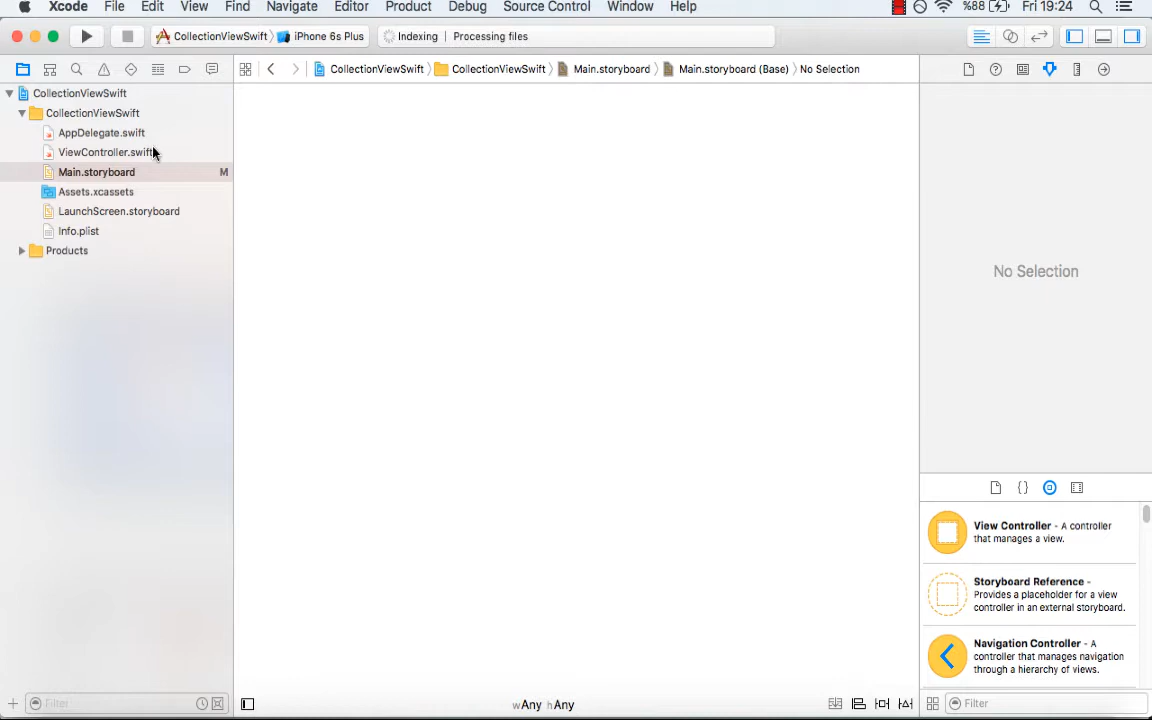 Xcode File Edit View Find Navigate Editor Product Debug Source Control Window Help %88 Fri 19:24
CollectionViewSwift iPhone 6s Plus Indexing Processing files
CollectionViewSwift CollectionViewSwift Main.storyboard Main.storyboard (Base) No Selection
CollectionViewSwift
CollectionViewSwift
AppDelegate.swift
ViewController.swift
Main.storyboard M
Assets.xcassets
LaunchScreen.storyboard
Info.plist
Products
No Selection
View Controller - A controller
that manages a view.
Storyboard Reference -
Provides a placeholder for a view
controller in an external storyboard.
Navigation Controller - A
controller that manages navigation
through a hierarchy of views.
Filter
wAny hAny
Filter